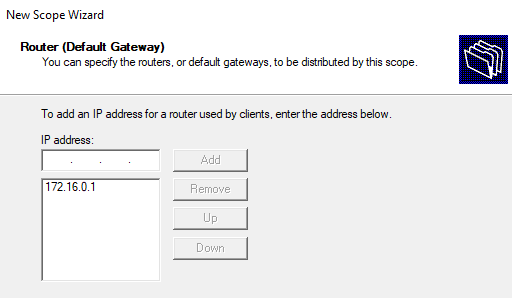 New Scope Wizard
Router (Default Gateway)
You can specify the routers, or default gateways, to be distributed by this scope.
To add an IP address for a router used by clients, enter the address below.
IP address:
. . .
Add
172.16.0.1
Remove
Up
Down